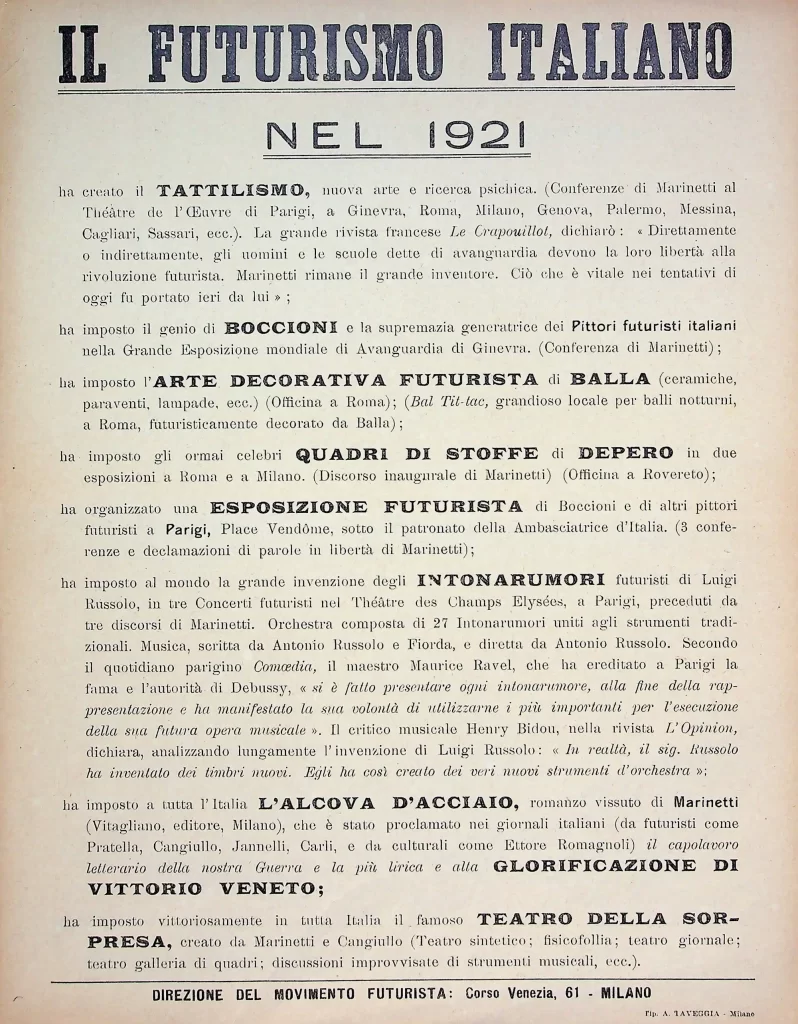 IL FUTURISMO ITALIANO
NEL 1921
ha creato il TATTILISMO, nuova arte e ricerca psichica. (Conferenze di Marinetti al
Théâtre de l'Œuvre di Parigi, a Ginevra, Roma, Milano, Genova, Palermo, Messina,
Cagliari, Sassari, ecc.). La grande rivista francese Le Crapouillot, dichiarò: « Direttamente
o indirettamente, gli uomini e le scuole dette di avanguardia devono la loro libertà alla
rivoluzione futurista. Marinetti rimane il grande inventore. Ciò che è vitale nei tentativi di
oggi fu portato ieri da lui » ;
ha imposto il genio di BOCCIONI e la supremazia generatrice dei Pittori futuristi italiani
nella Grande Esposizione mondiale di Avanguardia di Ginevra. (Conferenza di Marinetti) ;
ha imposto l'ARTE DECORATIVA FUTURISTA di BALLA (ceramiche,
paraventi, lampade, ecc.) (Officina a Roma); (Bal Tit-tac, grandioso locale per balli notturni,
a Roma, futuristicamente decorato da Balla) ;
ha imposto gli ormai celebri QUADRI DI STOFFE di DEPERO in due
esposizioni a Roma e a Milano. (Discorso inaugurale di Marinetti) (Officina a Rovereto) ;
ha organizzato una ESPOSIZIONE FUTURISTA di Boccioni e di altri pittori
futuristi a Parigi, Place Vendôme, sotto il patronato della Ambasciatrice d'Italia. (3 confe-
renze e declamazioni di parole in libertà di Marinetti) ;
ha imposto al mondo la grande invenzione degli INTONARUMORI futuristi di Luigi
Russolo, in tre Concerti futuristi nel Théâtre des Champs Elysées, a Parigi, preceduti da
tre discorsi di Marinetti. Orchestra composta di 27 Intonarumori uniti agli strumenti tradi-
zionali. Musica, scritta da Antonio Russolo e Fiorda, e diretta da Antonio Russolo. Secondo
il quotidiano parigino Comœdia, il maestro Maurice Ravel, che ha ereditato a Parigi la
fama e l'autorità di Debussy, « si è fatto presentare ogni intonarumore, alla fine della rap-
presentazione e ha manifestato la sua volontà di utilizzarne i più importanti per l'esecuzione
della sua futura opera musicale ». Il critico musicale Henry Bidou, nella rivista L'Opinion,
dichiara, analizzando lungamente l'invenzione di Luigi Russolo : « In realtà, il sig. Russolo
ha inventato dei timbri nuovi. Egli ha così creato dei veri nuovi strumenti d'orchestra »;
ha imposto a tutta l'Italia L'ALCOVA D'ACCIAIO, romanzo vissuto di Marinetti
(Vitagliano, editore, Milano), che è stato proclamato nei giornali italiani (da futuristi come
Pratella, Cangiullo, Jannelli, Carli, e da culturali come Ettore Romagnoli) il capolavoro
letterario della nostra Guerra e la più lirica e alta GLORIFICAZIONE DI
VITTORIO VENETO;
ha imposto vittoriosamente in tutta Italia il famoso TEATRO DELLA SOR-
PRESA, creato da Marinetti e Cangiullo (Teatro sintetico ; fisicofollia ; teatro giornale ;
teatro galleria di quadri ; discussioni improvvisate di strumenti musicali, ecc.).
DIREZIONE DEL MOVIMENTO FUTURISTA: Corso Venezia, 61 - MILANO
Tip. A. TAVEGGIA - Milano